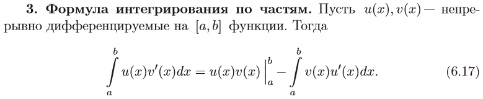 3. Формула интегрирования по частям. Пусть u(x), v(x) — непре-
рывно дифференцируемые на [a, b] функции. Тогда
∫_a^b u(x)v′(x)dx = u(x)v(x) |_a^b − ∫_a^b v(x)u′(x)dx. (6.17)